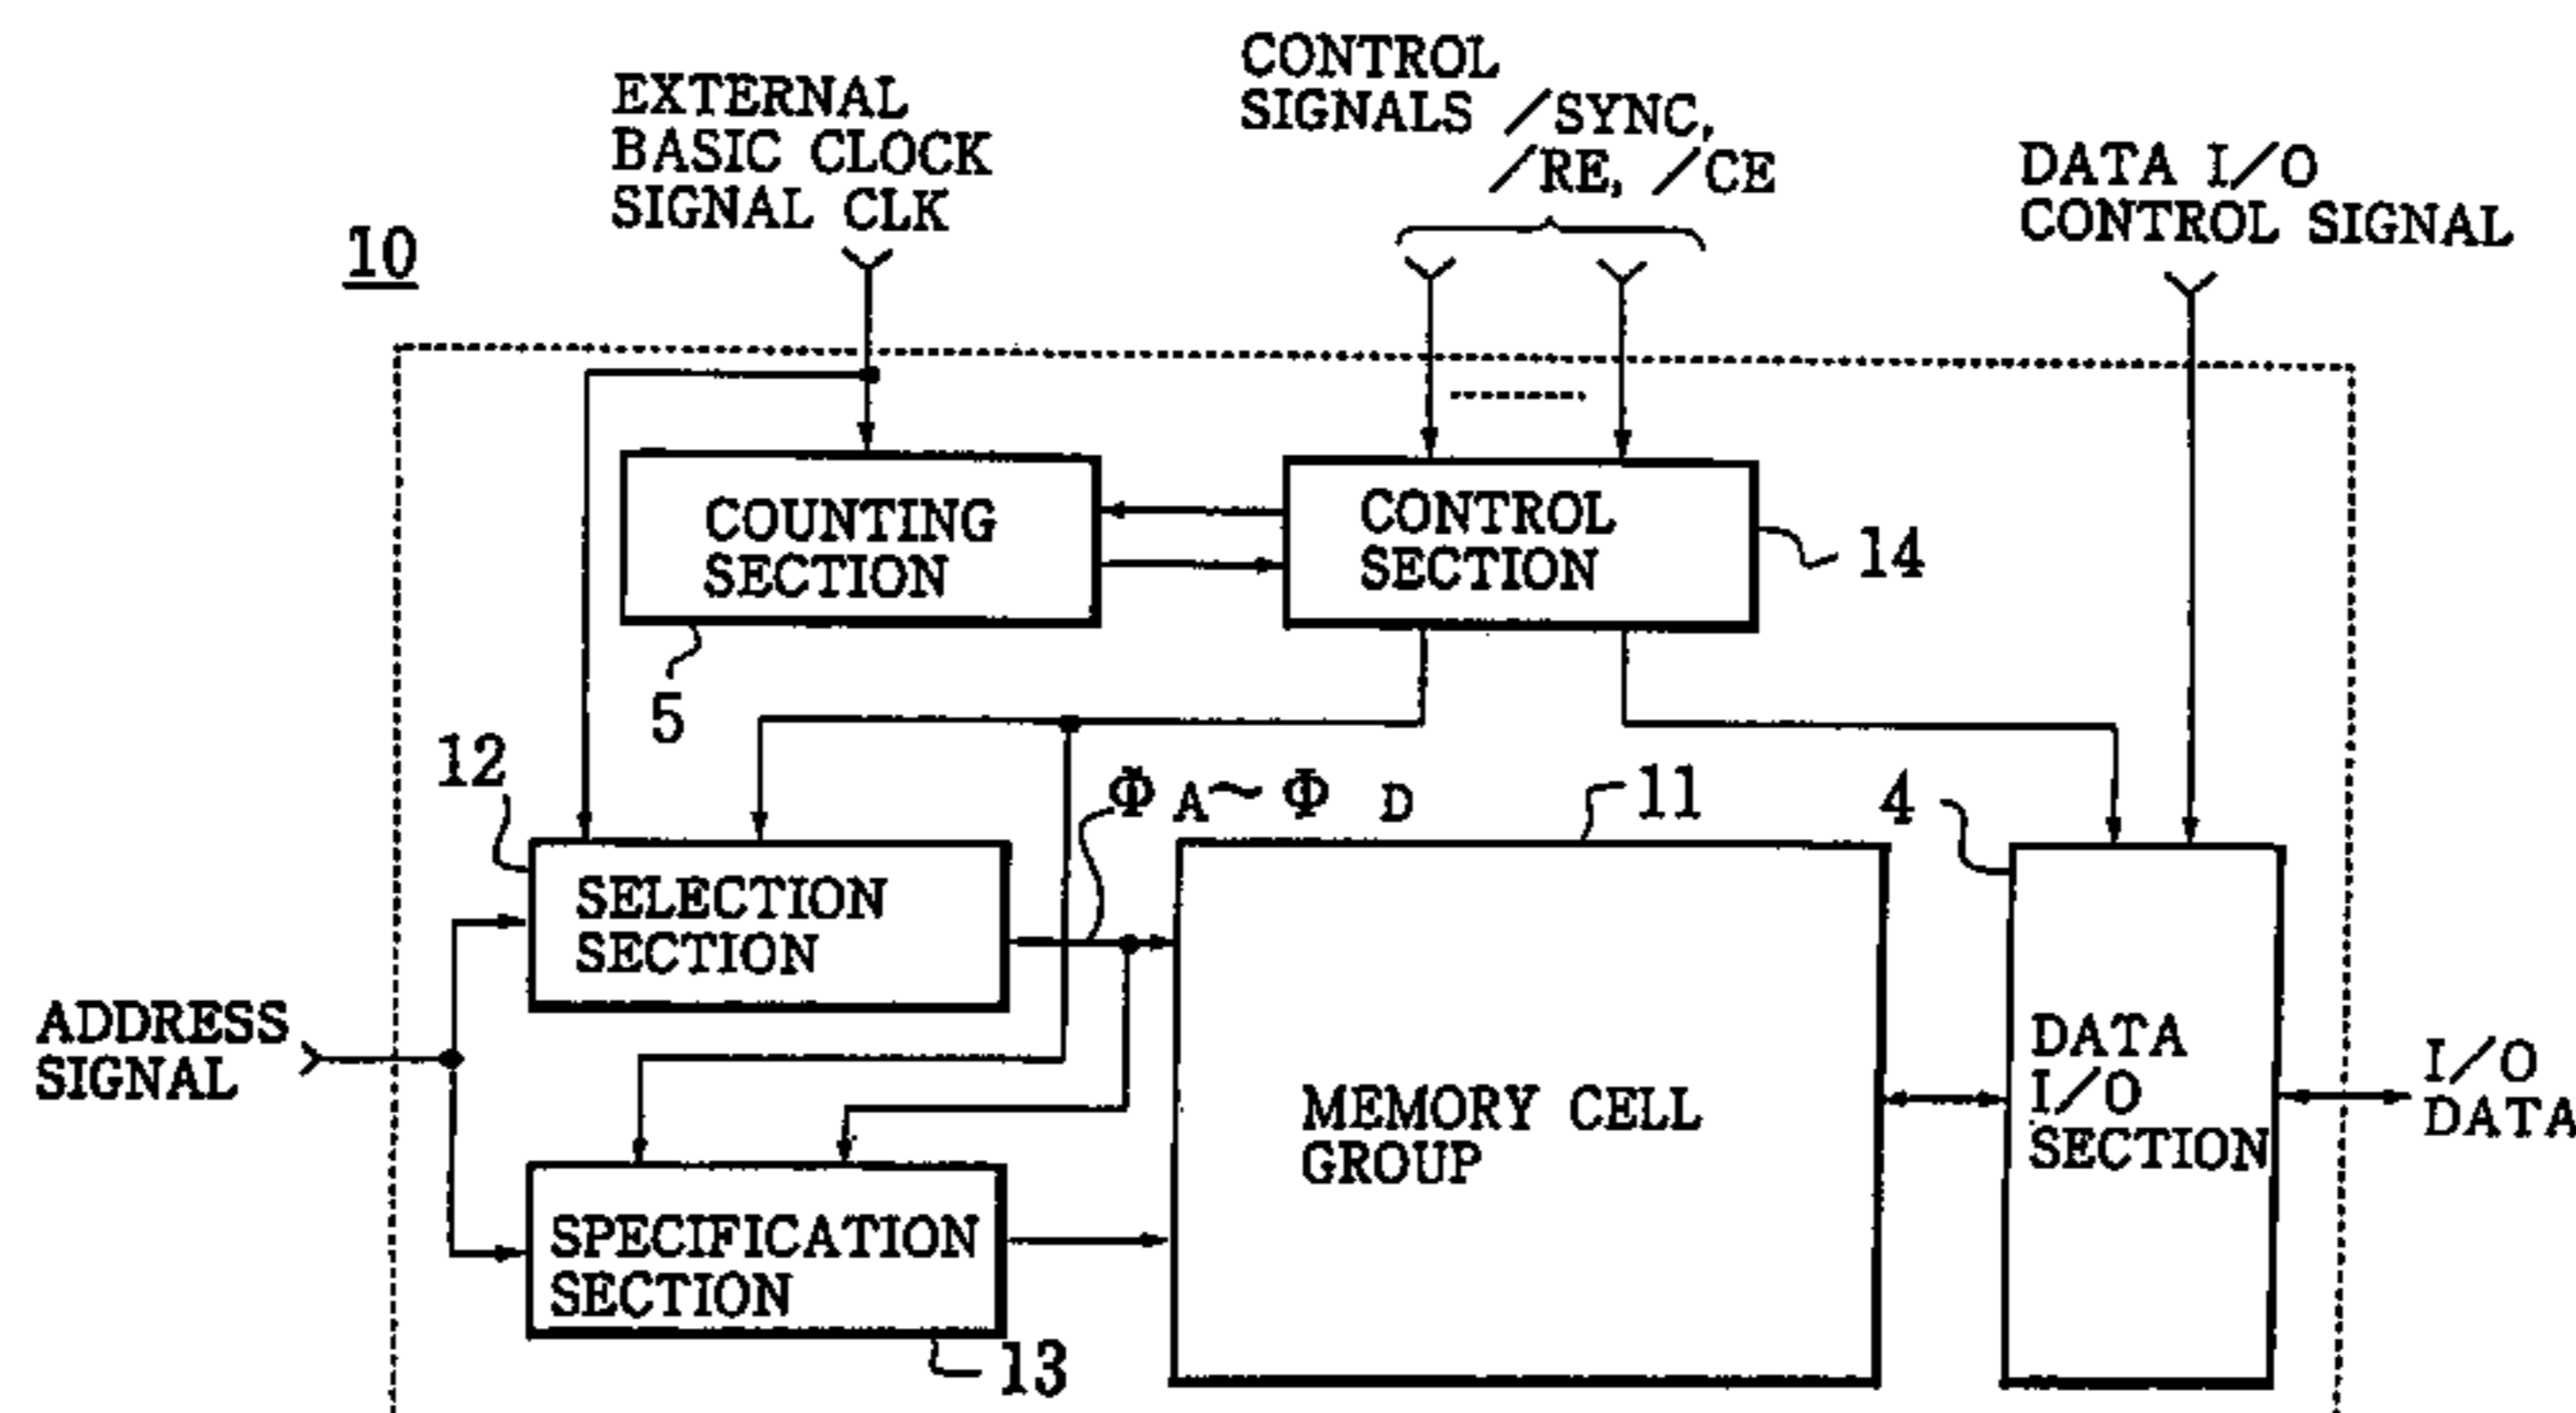 EXTERNAL
BASIC CLOCK
SIGNAL CLK
CONTROL
SIGNALS /SYNC,
/RE, /CE
DATA I/O
CONTROL SIGNAL
10
COUNTING
SECTION
CONTROL
SECTION
14
5
12
ΦA~ΦD
11
4
SELECTION
SECTION
ADDRESS
SIGNAL
MEMORY CELL
GROUP
DATA
I/O
SECTION
I/O
DATA
SPECIFICATION
SECTION
13